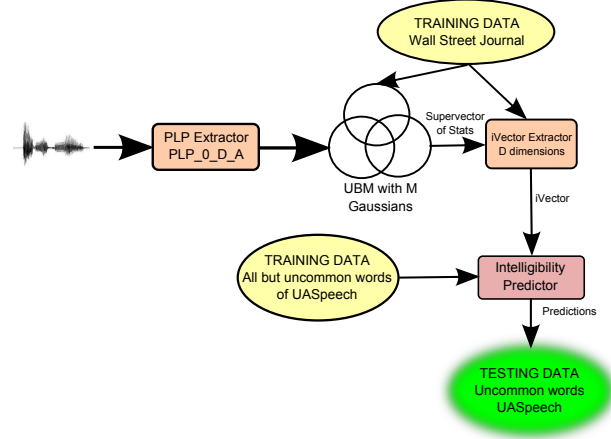 TRAINING DATA
Wall Street Journal
PLP Extractor
PLP_0_D_A
Supervector
of Stats
iVector Extractor
D dimensions
UBM with M
Gaussians
iVector
TRAINING DATA
All but uncommon words
of UASpeech
Intelligibility
Predictor
Predictions
TESTING DATA
Uncommon words
UASpeech